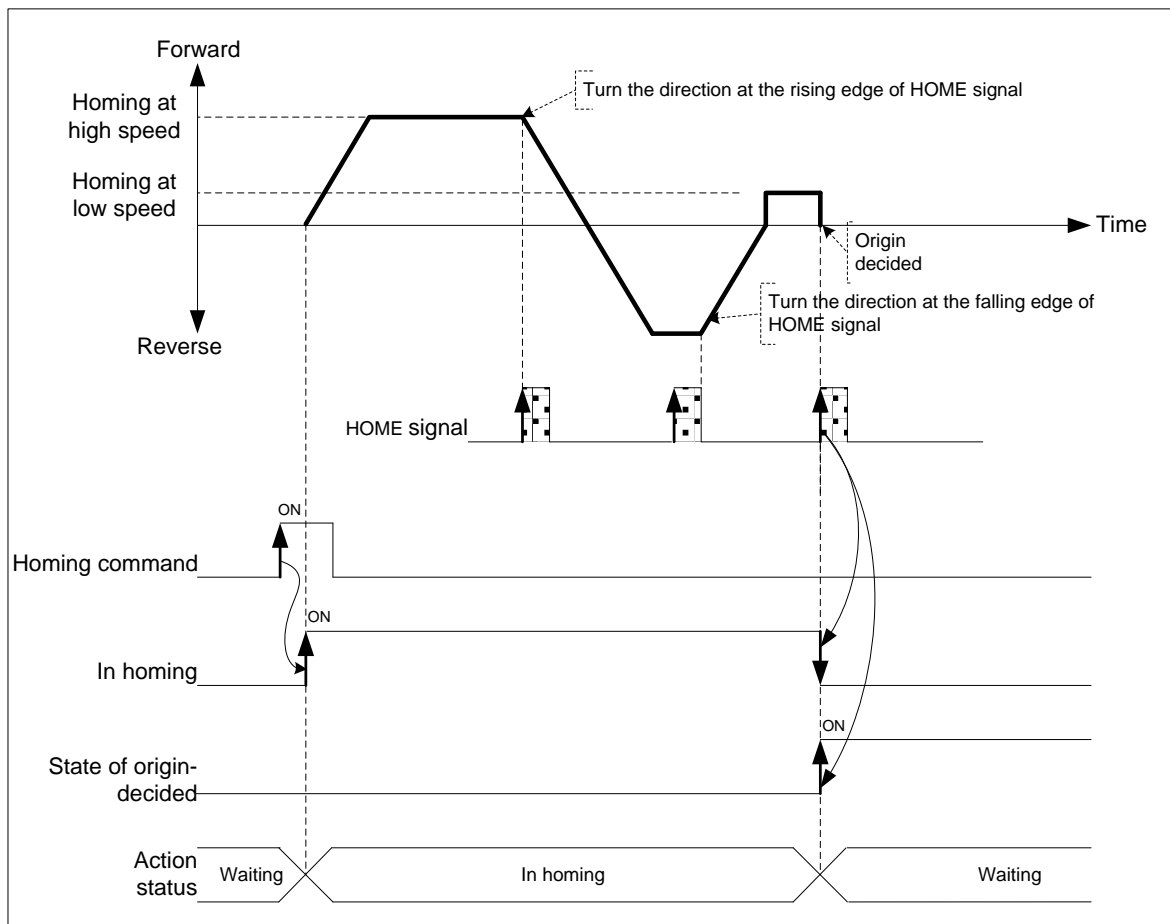 Forward
Homing at
high speed
Turn the direction at the rising edge of HOME signal
Homing at
low speed
Time
Origin
decided
Turn the direction at the falling edge of
HOME signal
Reverse
HOME signal
ON
Homing command
ON
In homing
ON
State of origin-
decided
Action
status
Waiting
In homing
Waiting